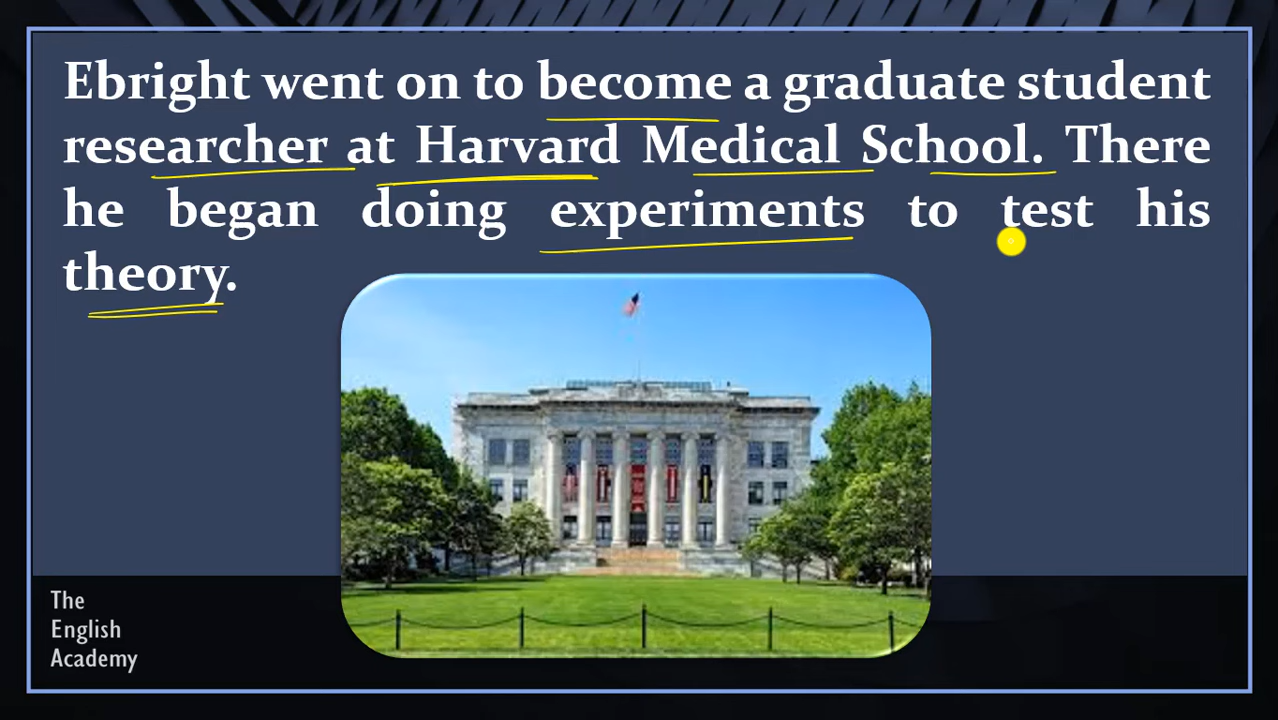 Ebright went on to become a graduate student
researcher at Harvard Medical School. There
he began doing experiments to test his
theory.
The
English
Academy